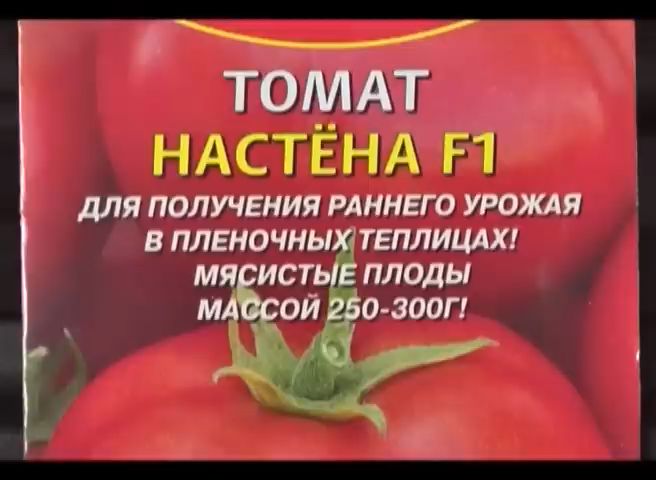 ТОМАТ
НАСТЁНА F1
ДЛЯ ПОЛУЧЕНИЯ РАННЕГО УРОЖАЯ
В ПЛЕНОЧНЫХ ТЕПЛИЦАХ!
МЯСИСТЫЕ ПЛОДЫ
МАССОЙ 250-300Г!